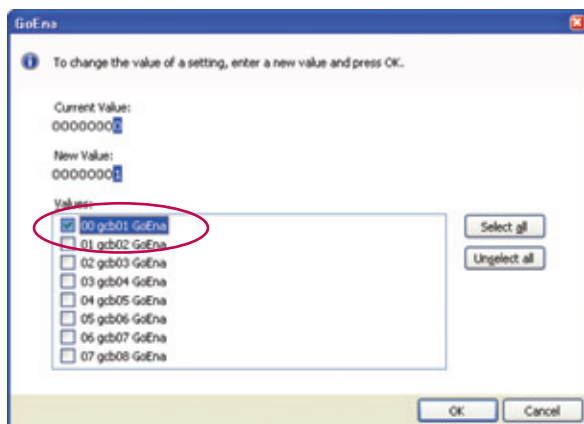 GoEna
To change the value of a setting, enter a new value and press OK.
Current Value:
00000000
New Value:
00000001
Values:
00 gcb01 GoEna
01 gcb02 GoEna
02 gcb03 GoEna
03 gcb04 GoEna
04 gcb05 GoEna
05 gcb06 GoEna
06 gcb07 GoEna
07 gcb08 GoEna
Select all
Unselect all
OK Cancel